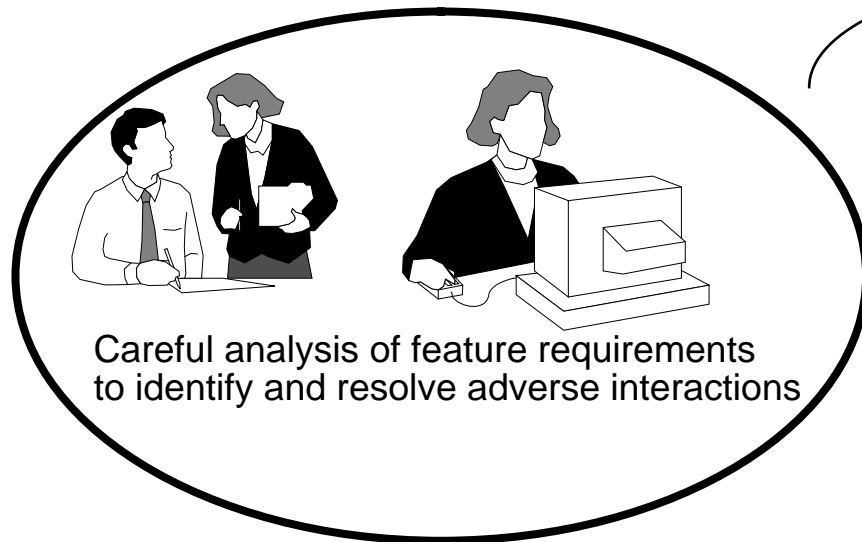 Careful analysis of feature requirements
to identify and resolve adverse interactions